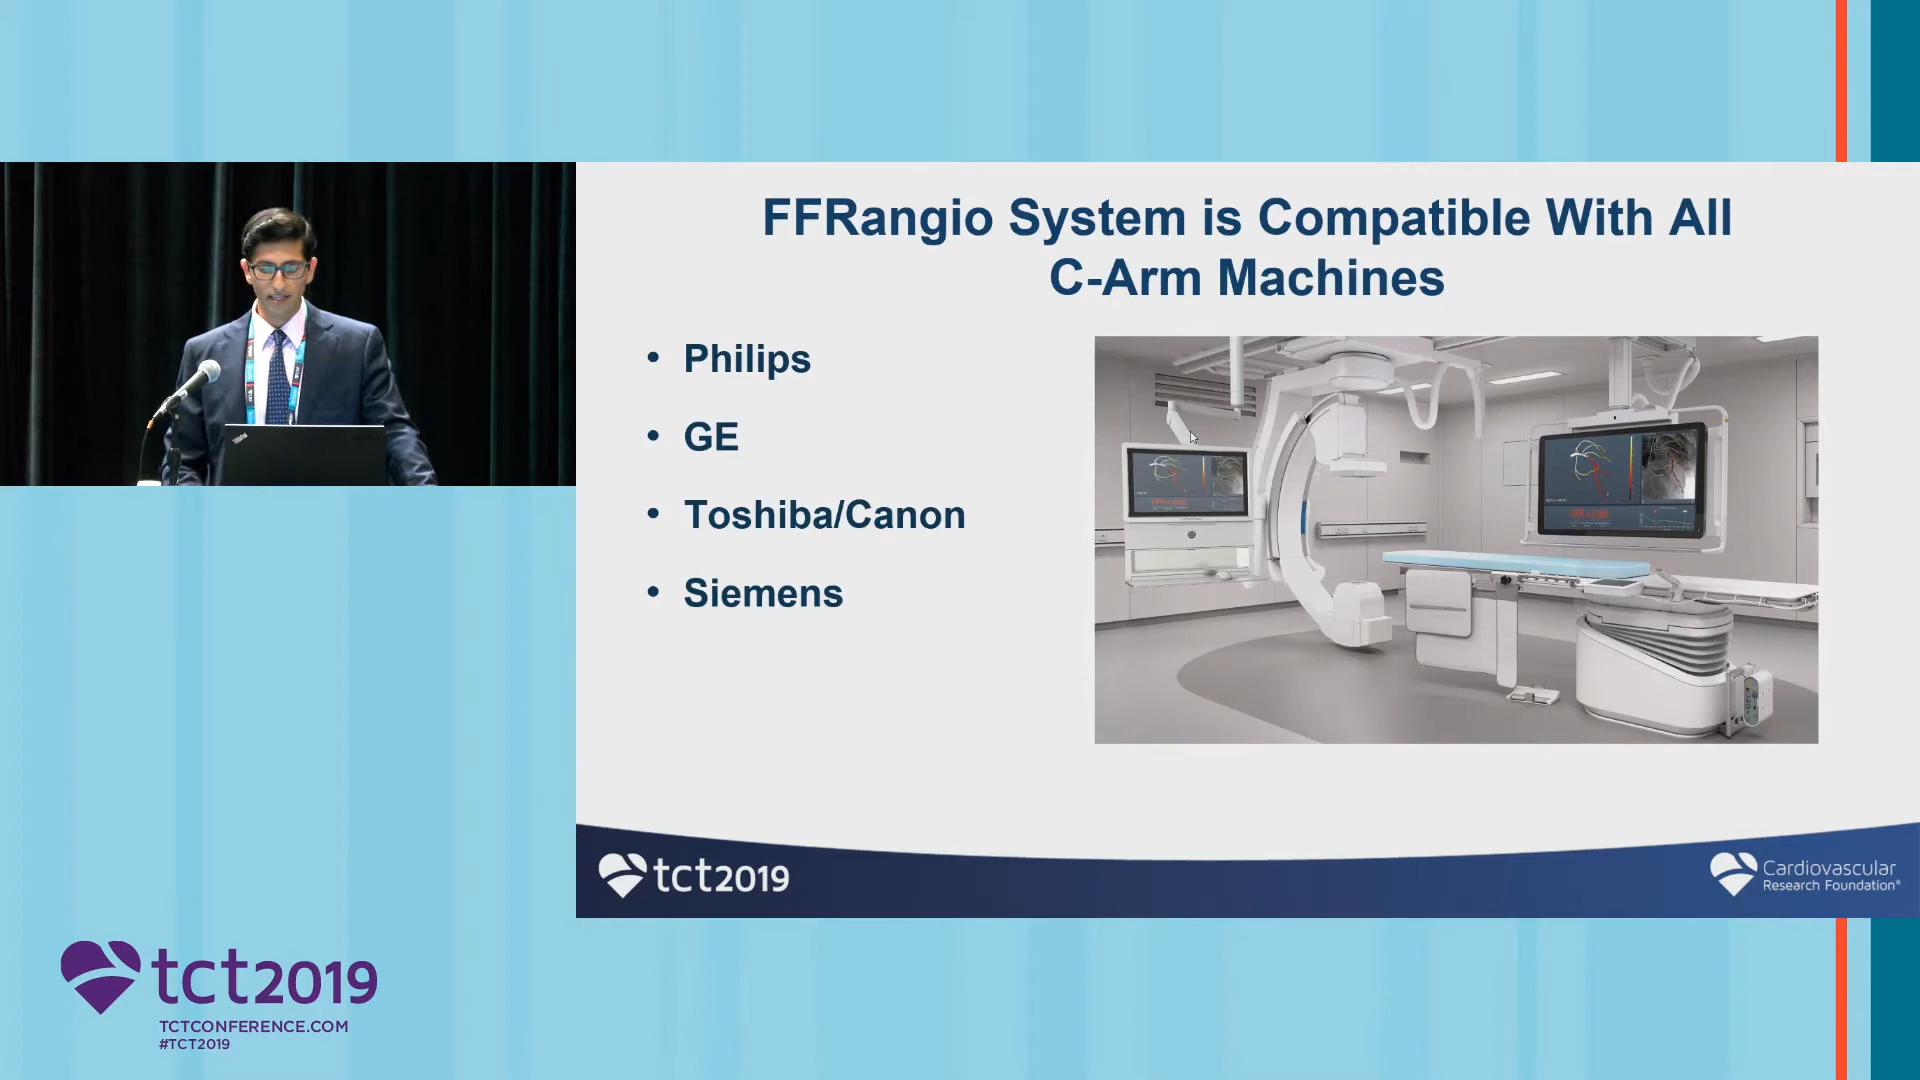 FFRangio System is Compatible With All
C-Arm Machines
• Philips
• GE
• Toshiba/Canon
• Siemens
tct2019
Cardiovascular
Research Foundation®
tct2019
TCTCONFERENCE.COM
#TCT2019